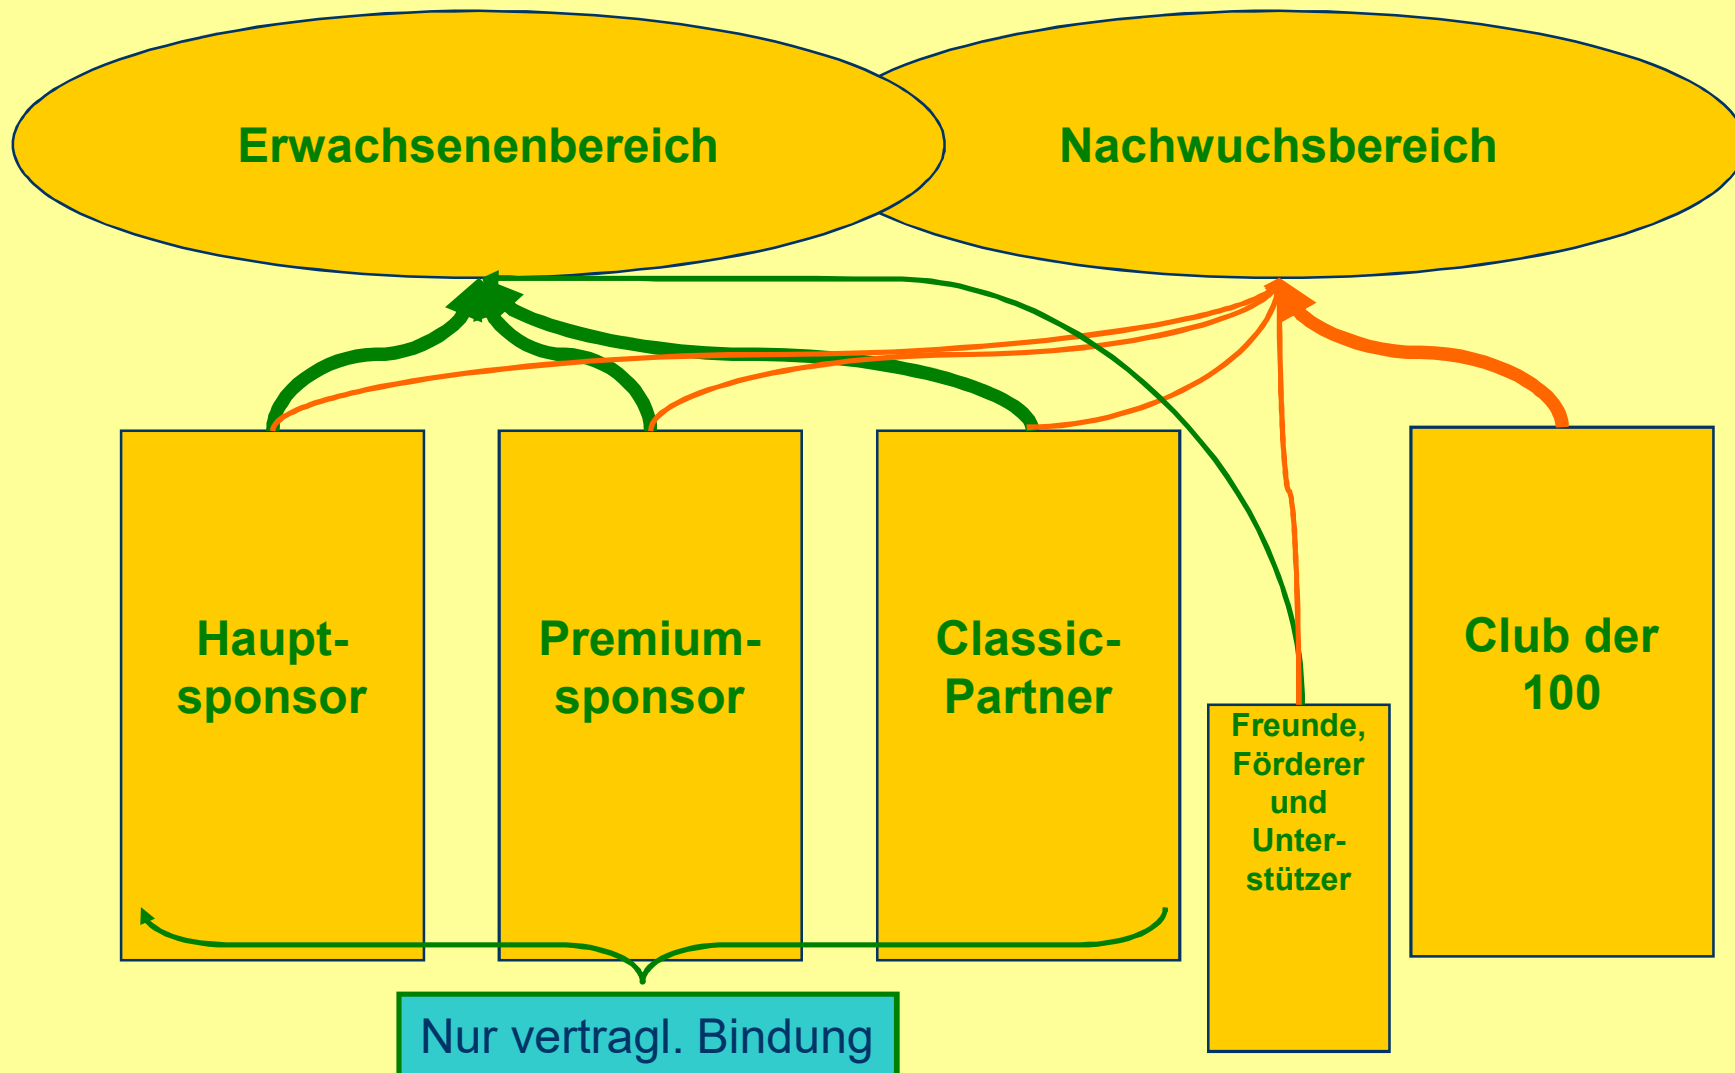 Erwachsenenbereich
Nachwuchsbereich
Haupt-
sponsor
Premium-
sponsor
Classic-
Partner
Freunde,
Förderer
und
Unter-
stützer
Club der
100
Nur vertragl. Bindung